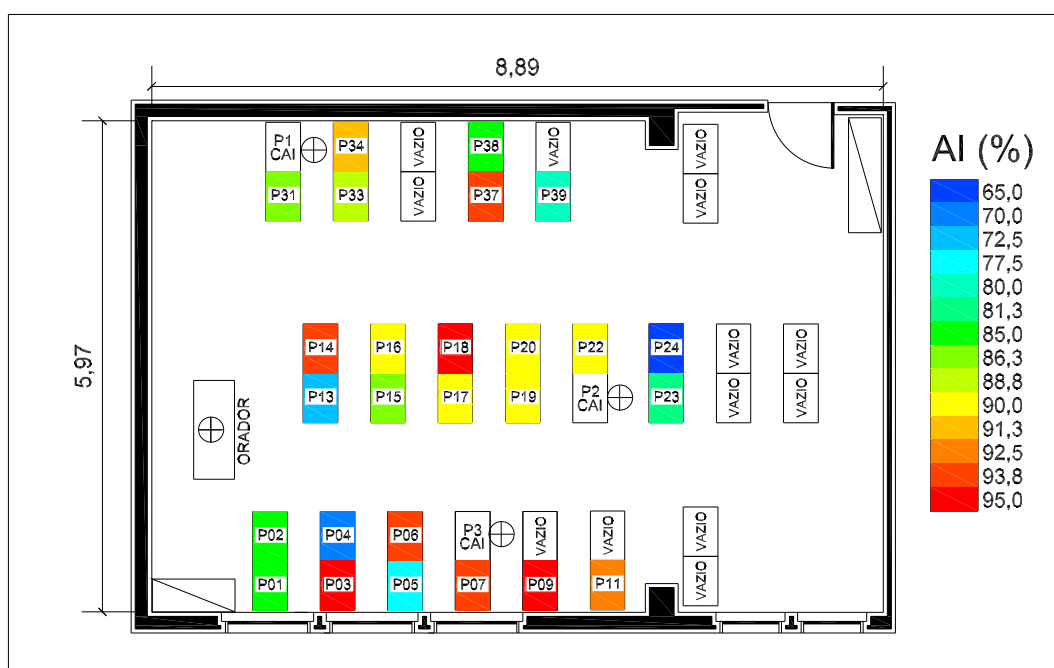 8,89
5,97
P1
CAI
P34
VAZIO
P38
VAZIO
VAZIO
P31
P33
VAZIO
P37
P39
VAZIO
P14
P16
P18
P20
P22
P24
VAZIO
VAZIO
P13
P15
P17
P19
P2
CAI
P23
VAZIO
VAZIO
ORADOR
P02
P04
P06
P3
CAI
VAZIO
VAZIO
VAZIO
P01
P03
P05
P07
P09
P11
VAZIO
AI (%)
65,0
70,0
72,5
77,5
80,0
81,3
85,0
86,3
88,8
90,0
91,3
92,5
93,8
95,0